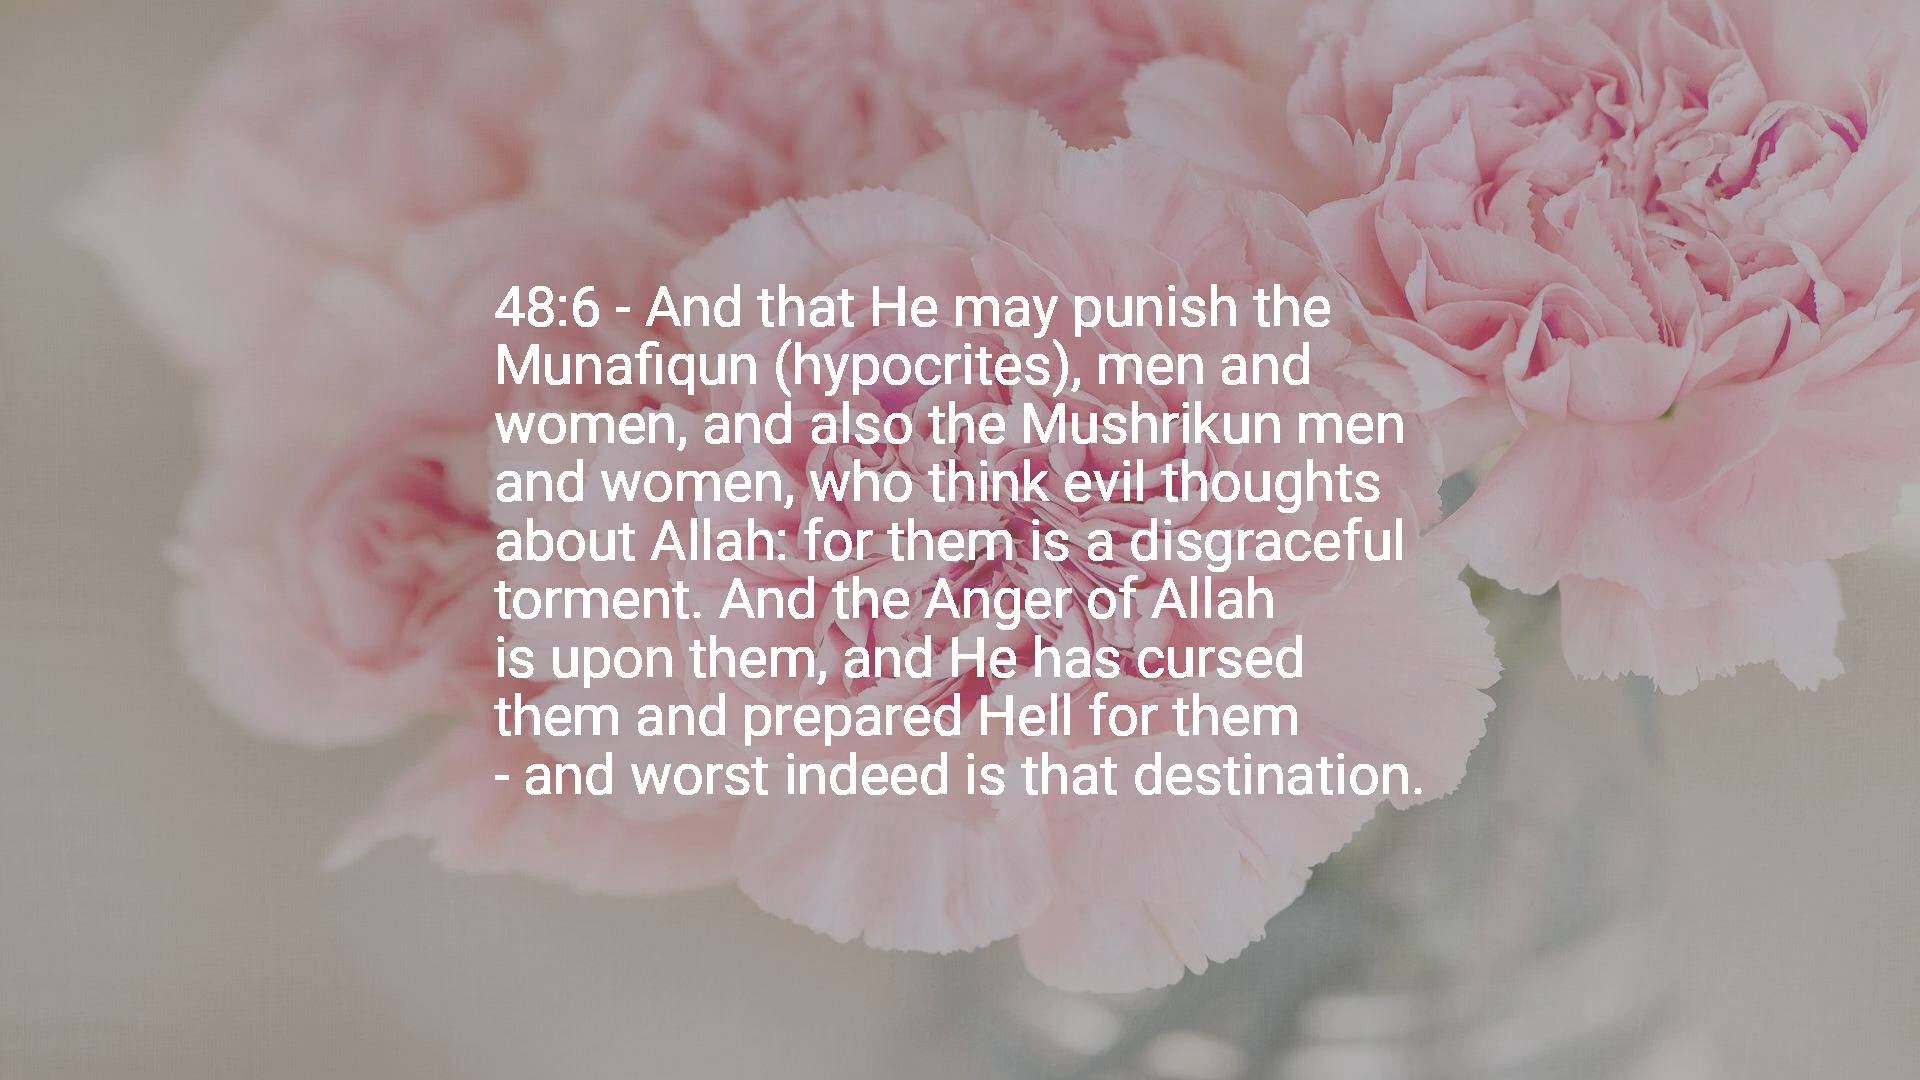 48:6 - And that He may punish the
Munafiqun (hypocrites), men and
women, and also the Mushrikun men
and women, who think evil thoughts
about Allah: for them is a disgraceful
torment. And the Anger of Allah
is upon them, and He has cursed
them and prepared Hell for them
- and worst indeed is that destination.